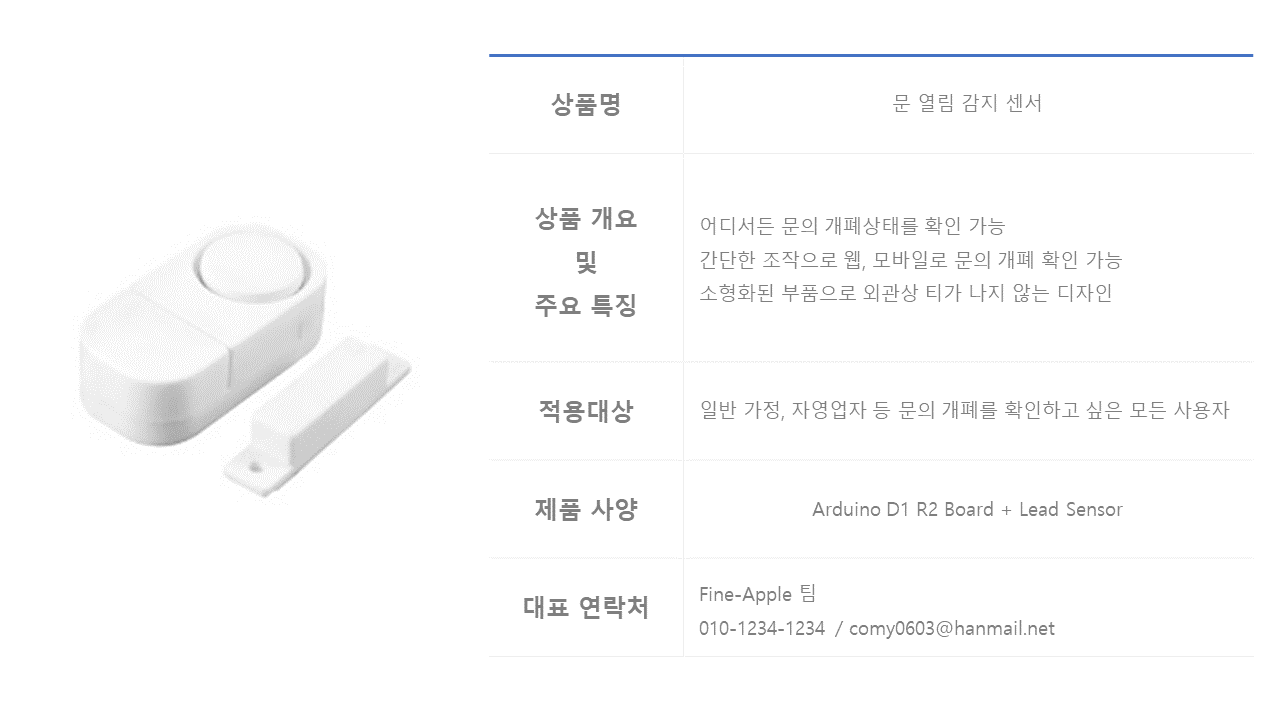 상품명
문 열림 감지 센서
상품 개요
및
주요 특징
어디서든 문의 개폐상태를 확인 가능
간단한 조작으로 웹, 모바일로 문의 개폐 확인 가능
소형화된 부품으로 외관상 티가 나지 않는 디자인
적용대상
일반 가정, 자영업자 등 문의 개폐를 확인하고 싶은 모든 사용자
제품 사양
Arduino D1 R2 Board + Lead Sensor
대표 연락처
Fine-Apple 팀
010-1234-1234 / comy0603@hanmail.net